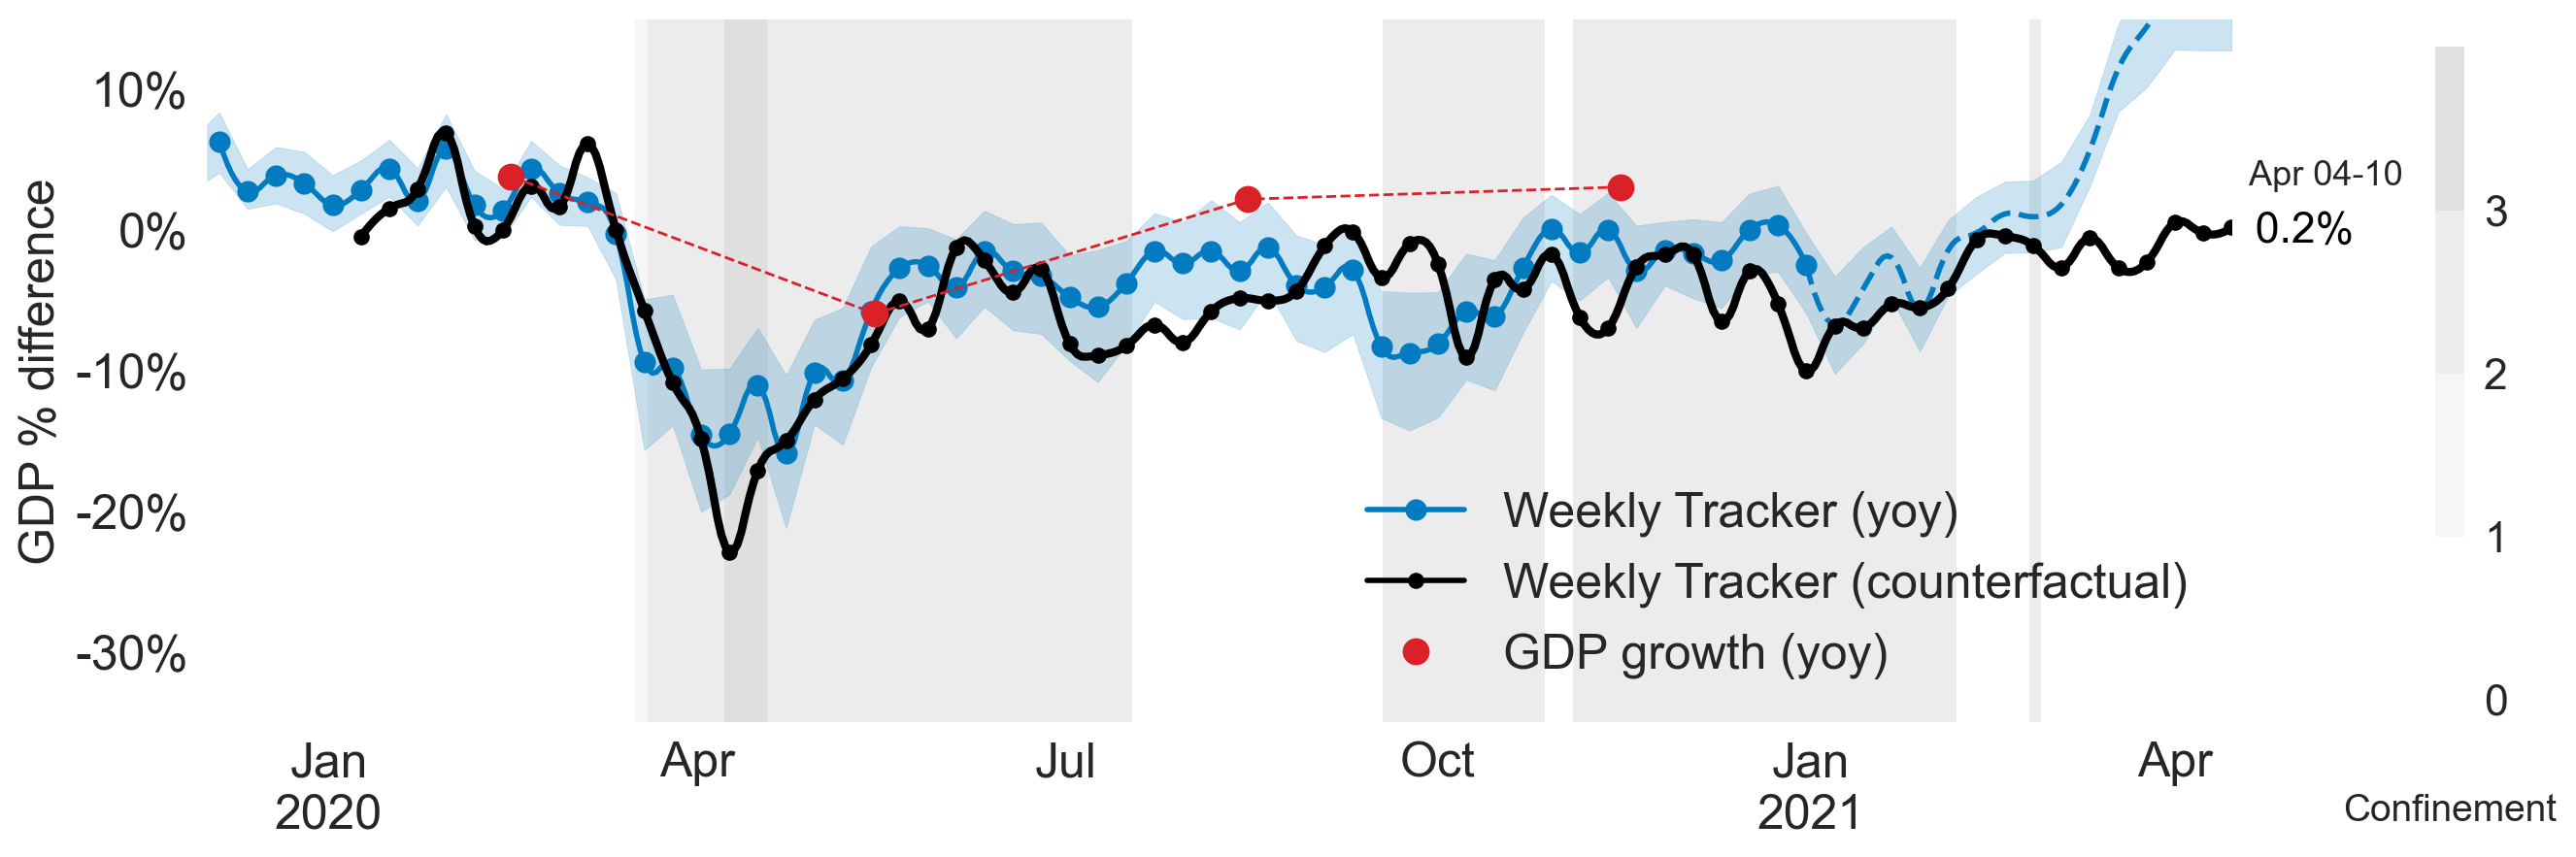 GDP % difference
10%
0%
-10%
-20%
-30%
Jan
2020
Apr
Jul
Oct
Jan
2021
Apr
Weekly Tracker (yoy)
Weekly Tracker (counterfactual)
GDP growth (yoy)
Apr 04-10
0.2%
3
2
1
0
Confinement